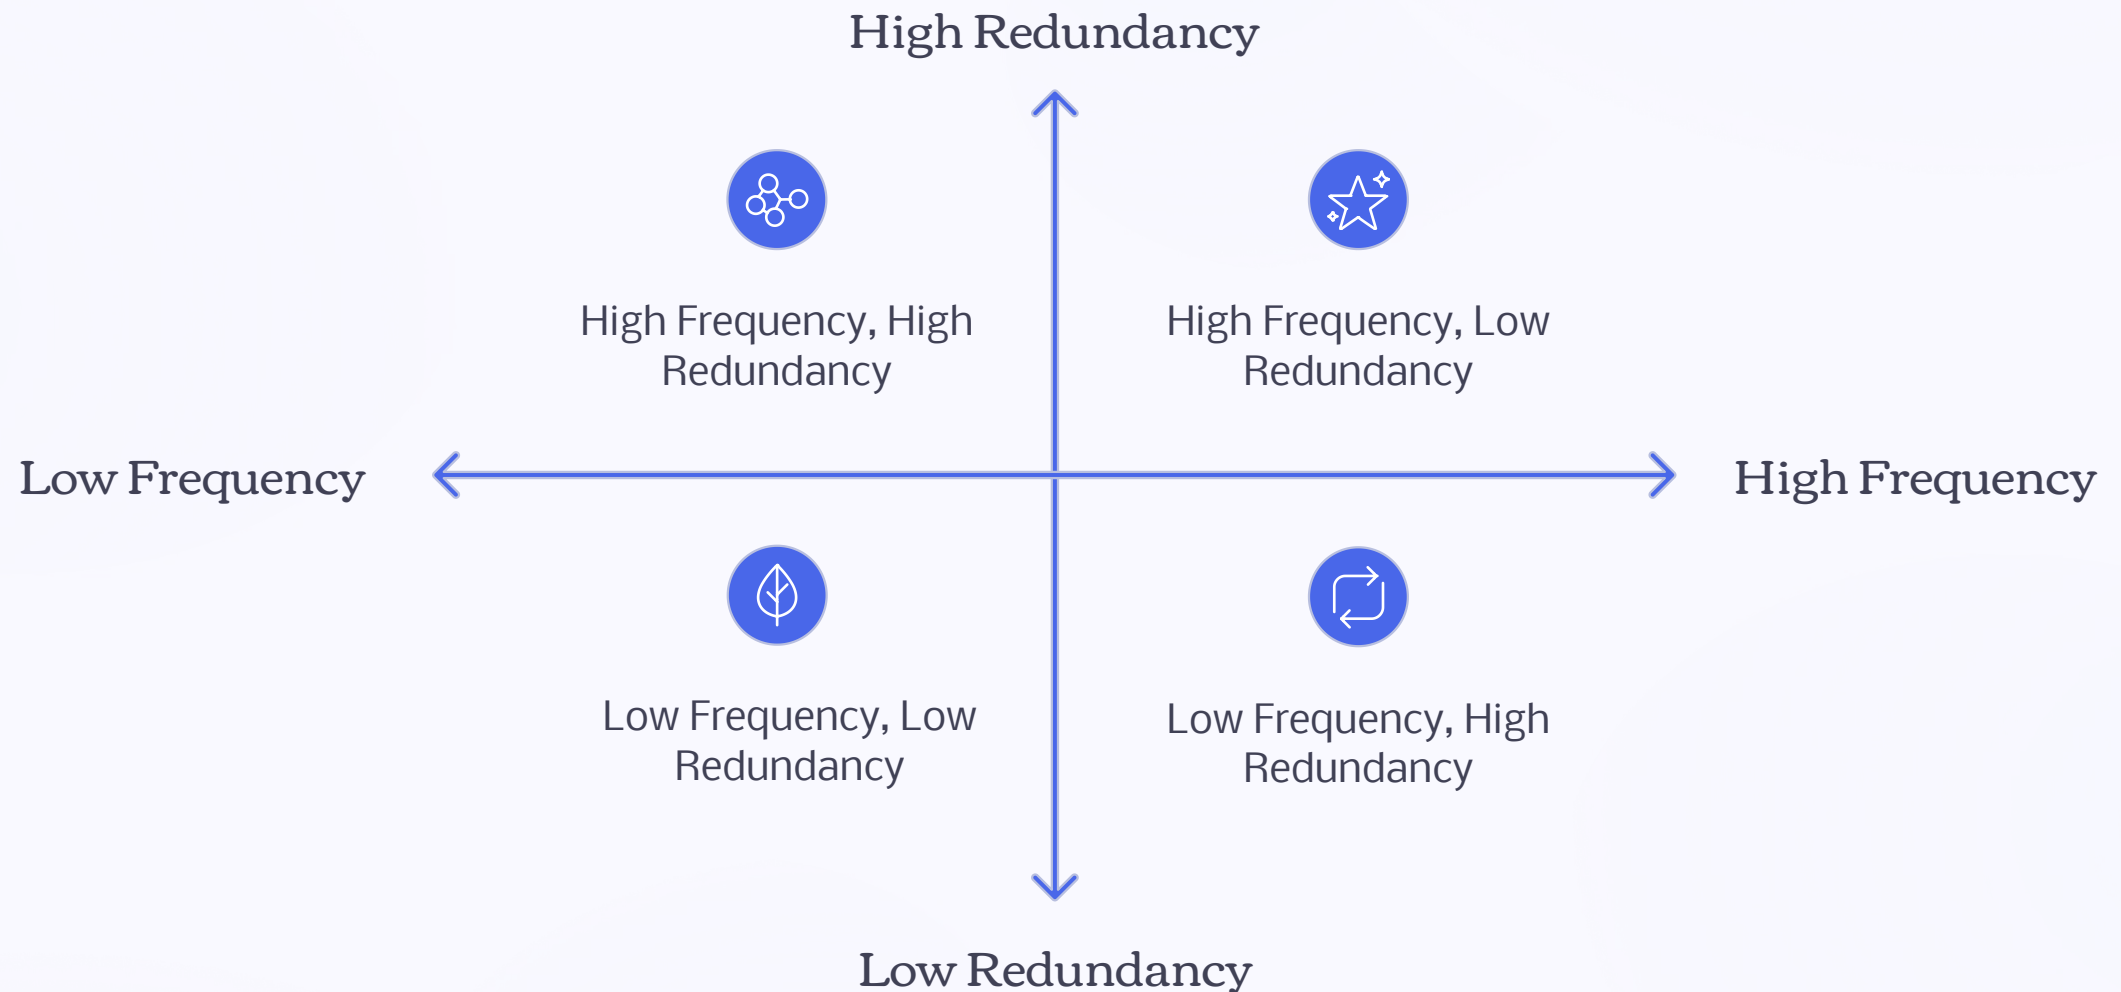 High Redundancy
High Frequency, High
Redundancy
High Frequency, Low
Redundancy
Low Frequency
High Frequency
Low Frequency, Low
Redundancy
Low Frequency, High
Redundancy
Low Redundancy